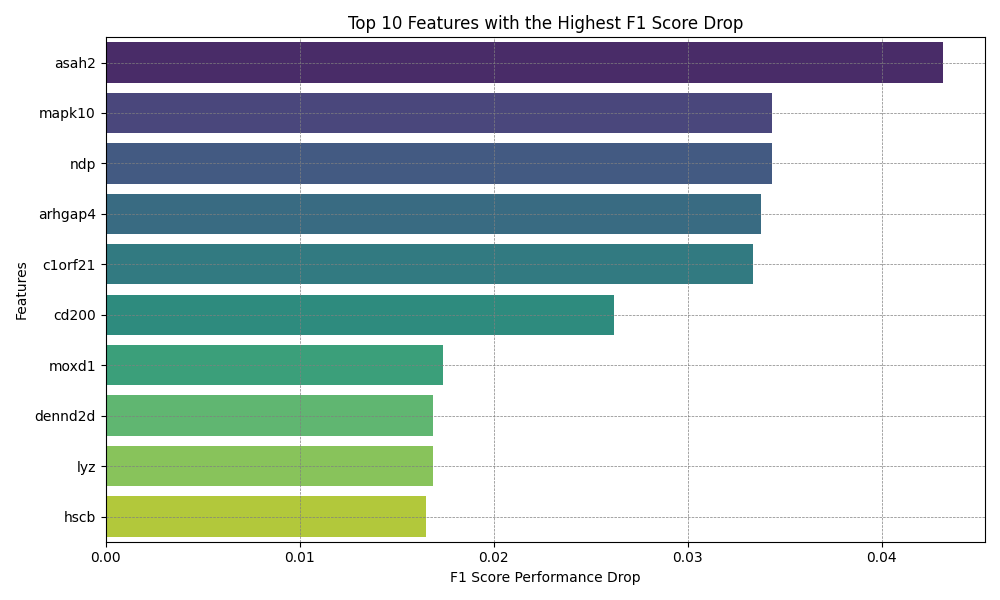 Top 10 Features with the Highest F1 Score Drop
Features
asah2
mapk10
ndp
arhgap4
c1orf21
cd200
moxd1
dennd2d
lyz
hscb
0.00 0.01 0.02 0.03 0.04
F1 Score Performance Drop